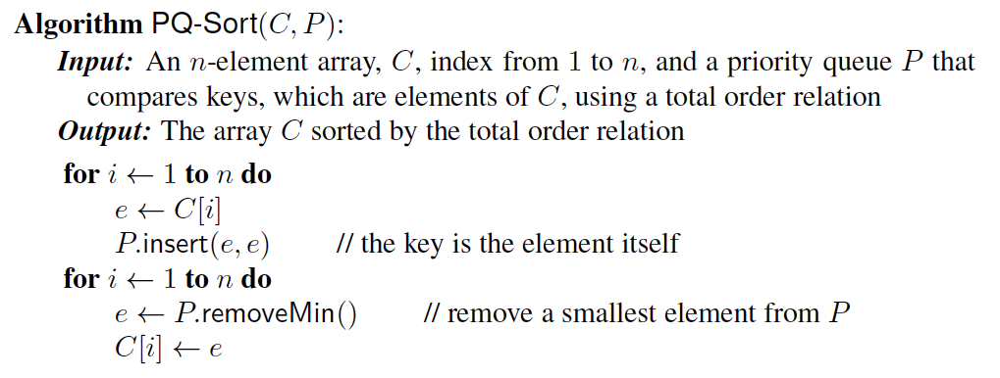 Algorithm PQ-Sort(C, P):
Input: An n-element array, C, index from 1 to n, and a priority queue P that
compares keys, which are elements of C, using a total order relation
Output: The array C sorted by the total order relation
for i ← 1 to n do
e ← C[i]
P.insert(e, e) // the key is the element itself
for i ← 1 to n do
e ← P.removeMin() // remove a smallest element from P
C[i] ← e